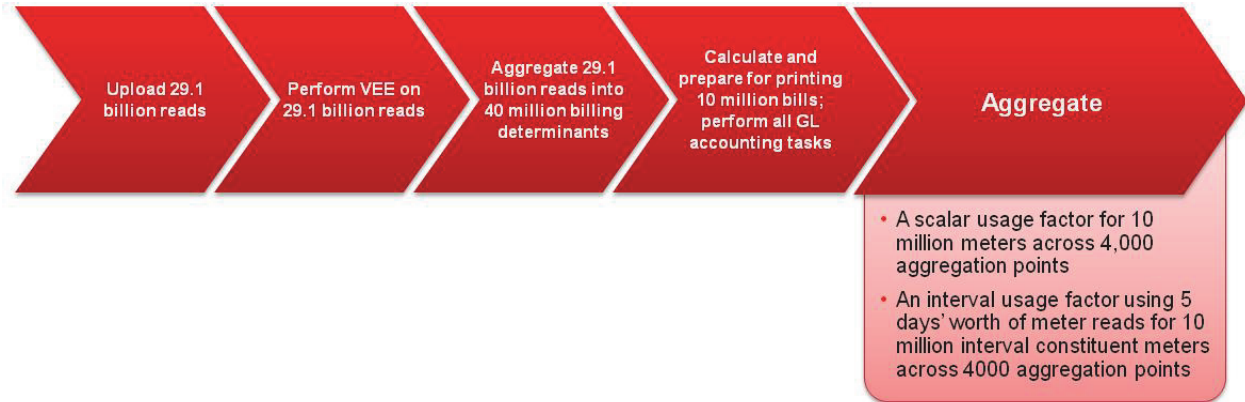 Upload 29.1
billion reads
Perform VEE on
29.1 billion reads
Aggregate 29.1
billion reads into
40 million billing
determinants
Calculate and
prepare for printing
10 million bills;
perform all GL
accounting tasks
Aggregate
• A scalar usage factor for 10
million meters across 4,000
aggregation points
• An interval usage factor using 5
days' worth of meter reads for 10
million interval constituent meters
across 4000 aggregation points